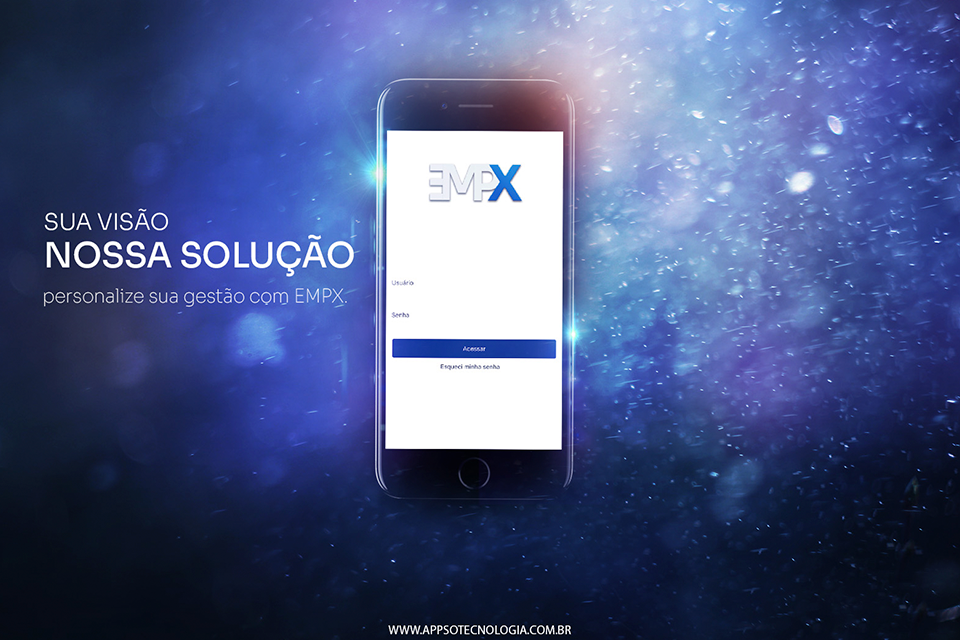 SUA VISÃO
NOSSA SOLUÇÃO
personalize sua gestão com EMPX.
EMPX
Usuário
Senha
Acessar
Esqueci minha senha
WWW.APPSOTECNOLOGIA.COM.BR